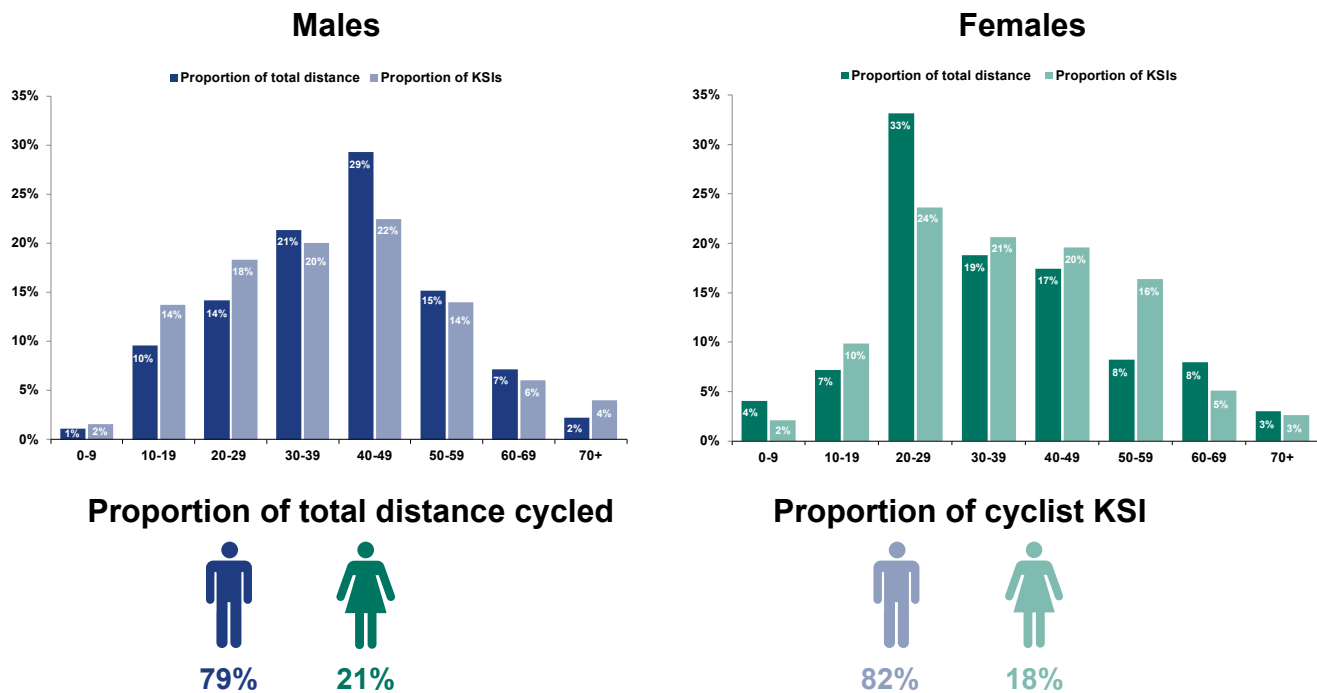 Males
Proportion of total distance Proportion of KSIs
35%
30%
25%
20%
15%
10%
5%
0%
1% 2% 10% 14% 14% 18% 21% 20% 29% 22% 15% 14% 7% 6% 2% 4%
0-9 10-19 20-29 30-39 40-49 50-59 60-69 70+
Females
Proportion of total distance Proportion of KSIs
35%
30%
25%
20%
15%
10%
5%
0%
4% 2% 7% 10% 33% 24% 19% 21% 17% 20% 8% 16% 8% 5% 3% 3%
0-9 10-19 20-29 30-39 40-49 50-59 60-69 70+
Proportion of total distance cycled
79% 21%
Proportion of cyclist KSI
82% 18%